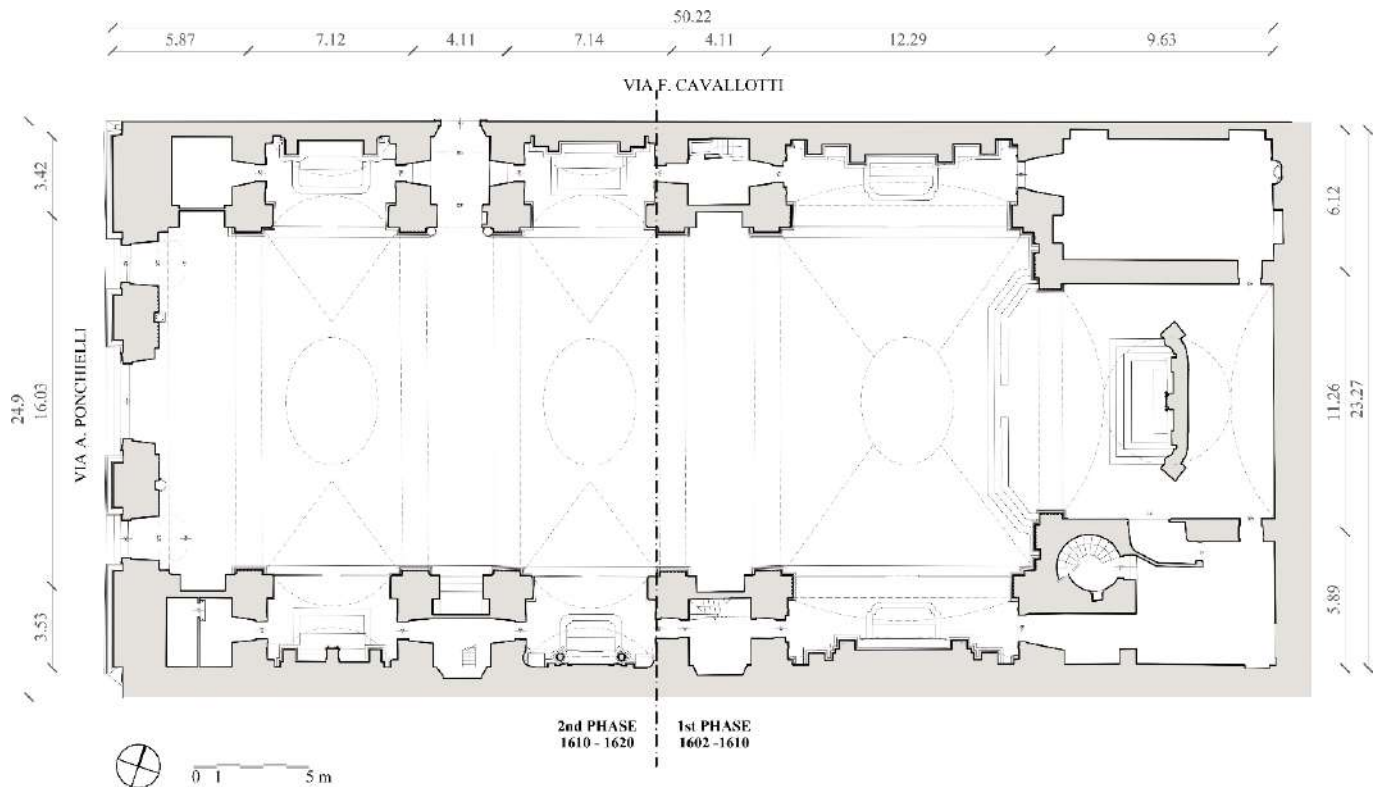 50.22
5.87 7.12 4.11 7.14 4.11 12.29 9.63
VIA F. CAVALLOTTI
3.42
16.03
3.53
24.9
VIA A. PONCHIELLI
6.12
11.26
5.89
23.27
2nd PHASE
1610 - 1620
1st PHASE
1602 -1610
0 1 5 m